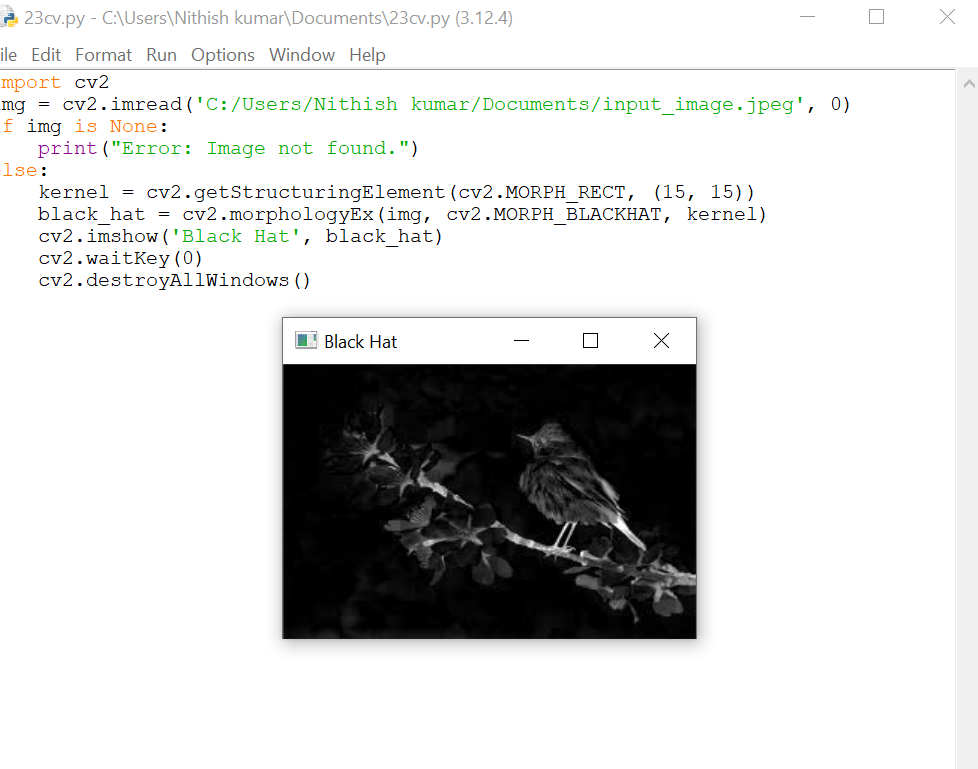 23cv.py - C:\Users\Nithish kumar\Documents\23cv.py (3.12.4)
ile Edit Format Run Options Window Help
mport cv2
mg = cv2.imread('C:/Users/Nithish kumar/Documents/input_image.jpeg', 0)
f img is None:
    print("Error: Image not found.")
lse:
    kernel = cv2.getStructuringElement(cv2.MORPH_RECT, (15, 15))
    black_hat = cv2.morphologyEx(img, cv2.MORPH_BLACKHAT, kernel)
    cv2.imshow('Black Hat', black_hat)
    cv2.waitKey(0)
    cv2.destroyAllWindows()
Black Hat